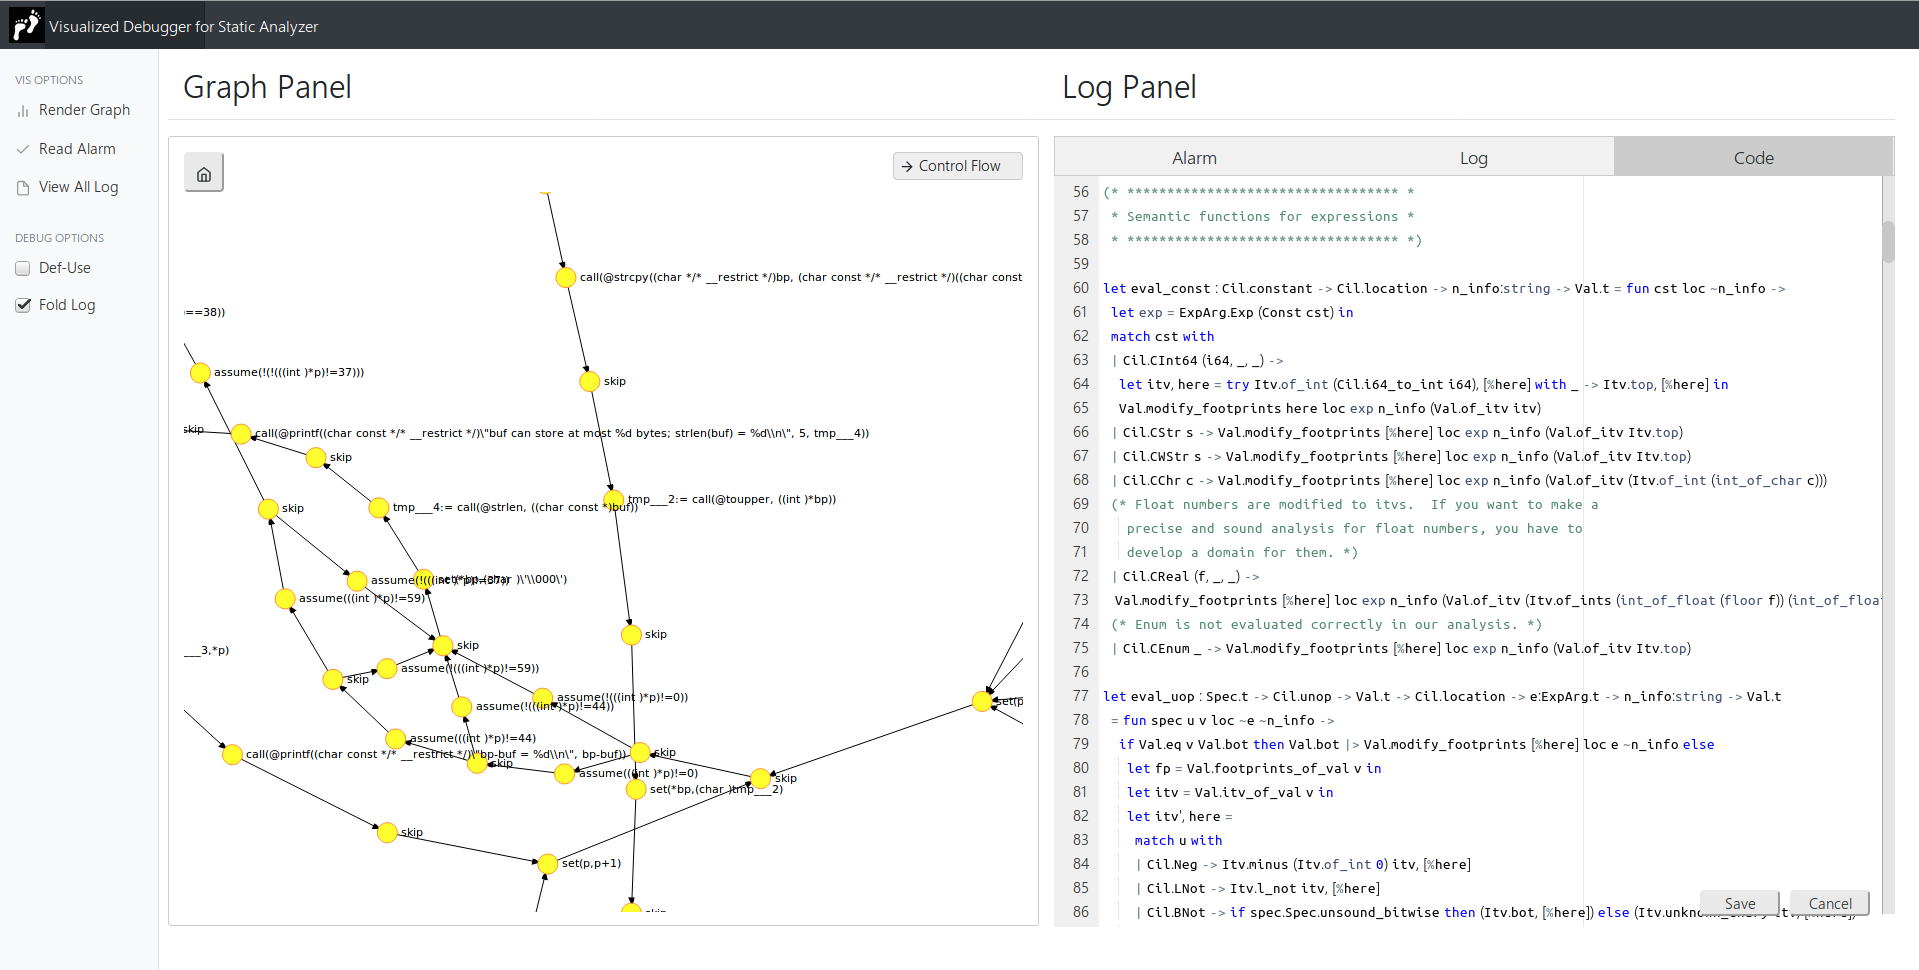 Visualized Debugger for Static Analyzer
VIS OPTIONS
Render Graph
Read Alarm
View All Log
DEBUG OPTIONS
Def-Use
Fold Log
Graph Panel
Control Flow
call(@strcpy((char */* __restrict */)bp, (char const */* __restrict */)((char const
==38))
assume(!(!(((int )*p)!=37)))
skip
skip
call(@printf((char const */* __restrict */)\"buf can store at most %d bytes; strlen(buf) = %d\\n\", 5, tmp___4))
skip
tmp___2:= call(@toupper, ((int )*bp))
skip
tmp___4:= call(@strlen, ((char const *)buf))
assume(!(((int )*p)!=37))
set(*bp,(char )\'\\000\')
assume(((int )*p)!=59)
skip
skip
___3,*p)
assume(!(((int )*p)!=59))
skip
assume(!(((int )*p)!=0))
set(p
assume(!(((int )*p)!=44))
assume(((int )*p)!=44)
call(@printf((char const */* __restrict */)\"bp-buf = %d\\n\", bp-buf))
skip
skip
assume(((int )*p)!=0)
skip
set(*bp,(char )tmp___2)
skip
set(p,p+1)
skip
Log Panel
Alarm
Log
Code
56 (* ********************************** *
57 * Semantic functions for expressions *
58 * ********************************** *)
59
60 let eval_const : Cil.constant -> Cil.location -> n_info:string -> Val.t = fun cst loc ~n_info ->
61 let exp = ExpArg.Exp (Const cst) in
62 match cst with
63 | Cil.CInt64 (i64, _, _) ->
64 let itv, here = try Itv.of_int (Cil.i64_to_int i64), [%here] with _ -> Itv.top, [%here] in
65 Val.modify_footprints here loc exp n_info (Val.of_itv itv)
66 | Cil.CStr s -> Val.modify_footprints [%here] loc exp n_info (Val.of_itv Itv.top)
67 | Cil.CWStr s -> Val.modify_footprints [%here] loc exp n_info (Val.of_itv Itv.top)
68 | Cil.CChr c -> Val.modify_footprints [%here] loc exp n_info (Val.of_itv (Itv.of_int (int_of_char c)))
69 (* Float numbers are modified to itvs.  If you want to make a
70 precise and sound analysis for float numbers, you have to
71 develop a domain for them. *)
72 | Cil.CReal (f, _, _) ->
73 Val.modify_footprints [%here] loc exp n_info (Val.of_itv (Itv.of_ints (int_of_float (floor f)) (int_of_floa
74 (* Enum is not evaluated correctly in our analysis. *)
75 | Cil.CEnum _ -> Val.modify_footprints [%here] loc exp n_info (Val.of_itv Itv.top)
76
77 let eval_uop : Spec.t -> Cil.unop -> Val.t -> Cil.location -> e:ExpArg.t -> n_info:string -> Val.t
78 = fun spec u v loc ~e ~n_info ->
79 if Val.eq v Val.bot then Val.bot |> Val.modify_footprints [%here] loc e ~n_info else
80 let fp = Val.footprints_of_val v in
81 let itv = Val.itv_of_val v in
82 let itv', here =
83 match u with
84 | Cil.Neg -> Itv.minus (Itv.of_int 0) itv, [%here]
85 | Cil.LNot -> Itv.l_not itv, [%here]
86 | Cil.BNot -> if spec.Spec.unsound_bitwise then (Itv.bot, [%here]) else
Save
Cancel